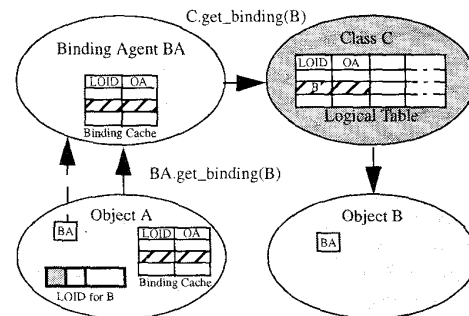 C.get_binding(B)
Binding Agent BA
Class C
LOID OA
LOID OA
B
Binding Cache
Logical Table
BA.get_binding(B)
Object A
Object B
BA
LOID OA
BA
LOID for B
Binding Cache